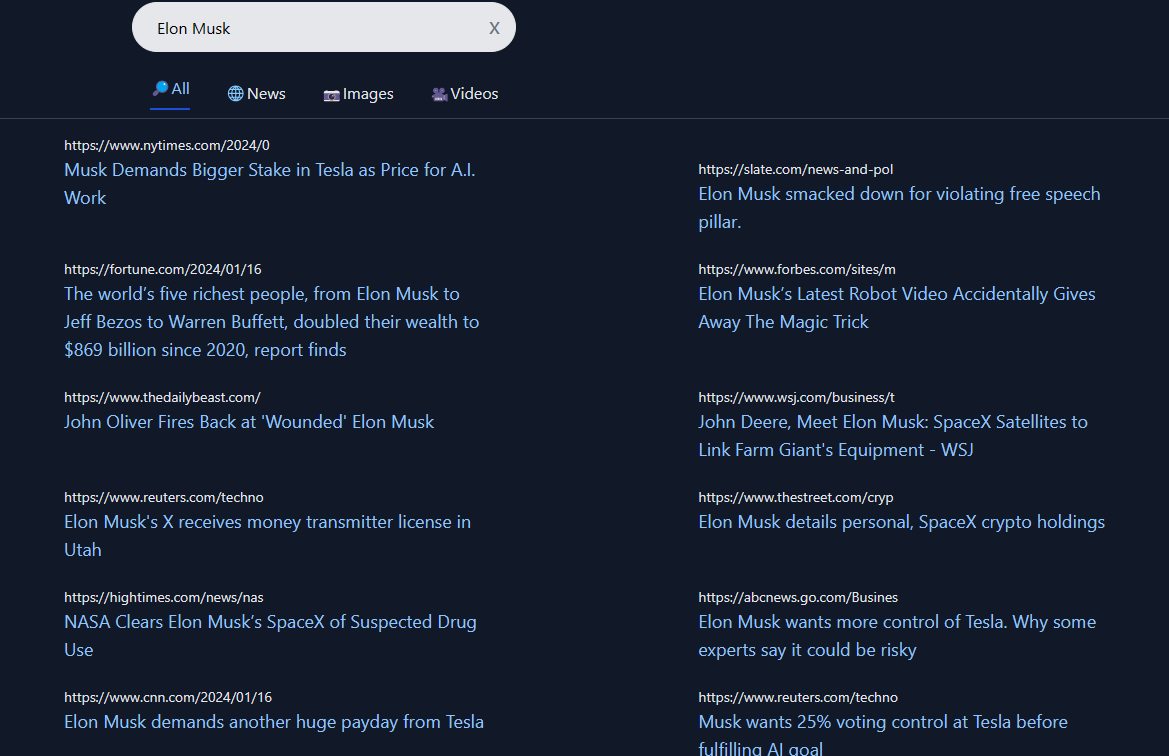 Elon Musk X
All News Images Videos
https://www.nytimes.com/2024/0
Musk Demands Bigger Stake in Tesla as Price for A.I.
Work
https://fortune.com/2024/01/16
The world’s five richest people, from Elon Musk to
Jeff Bezos to Warren Buffett, doubled their wealth to
$869 billion since 2020, report finds
https://www.thedailybeast.com/
John Oliver Fires Back at 'Wounded' Elon Musk
https://www.reuters.com/techno
Elon Musk's X receives money transmitter license in
Utah
https://hightimes.com/news/nas
NASA Clears Elon Musk’s SpaceX of Suspected Drug
Use
https://www.cnn.com/2024/01/16
Elon Musk demands another huge payday from Tesla
https://slate.com/news-and-pol
Elon Musk smacked down for violating free speech
pillar.
https://www.forbes.com/sites/m
Elon Musk’s Latest Robot Video Accidentally Gives
Away The Magic Trick
https://www.wsj.com/business/t
John Deere, Meet Elon Musk: SpaceX Satellites to
Link Farm Giant's Equipment - WSJ
https://www.thestreet.com/cryp
Elon Musk details personal, SpaceX crypto holdings
https://abcnews.go.com/Busines
Elon Musk wants more control of Tesla. Why some
experts say it could be risky
https://www.reuters.com/techno
Musk wants 25% voting control at Tesla before
fulfilling AI goal